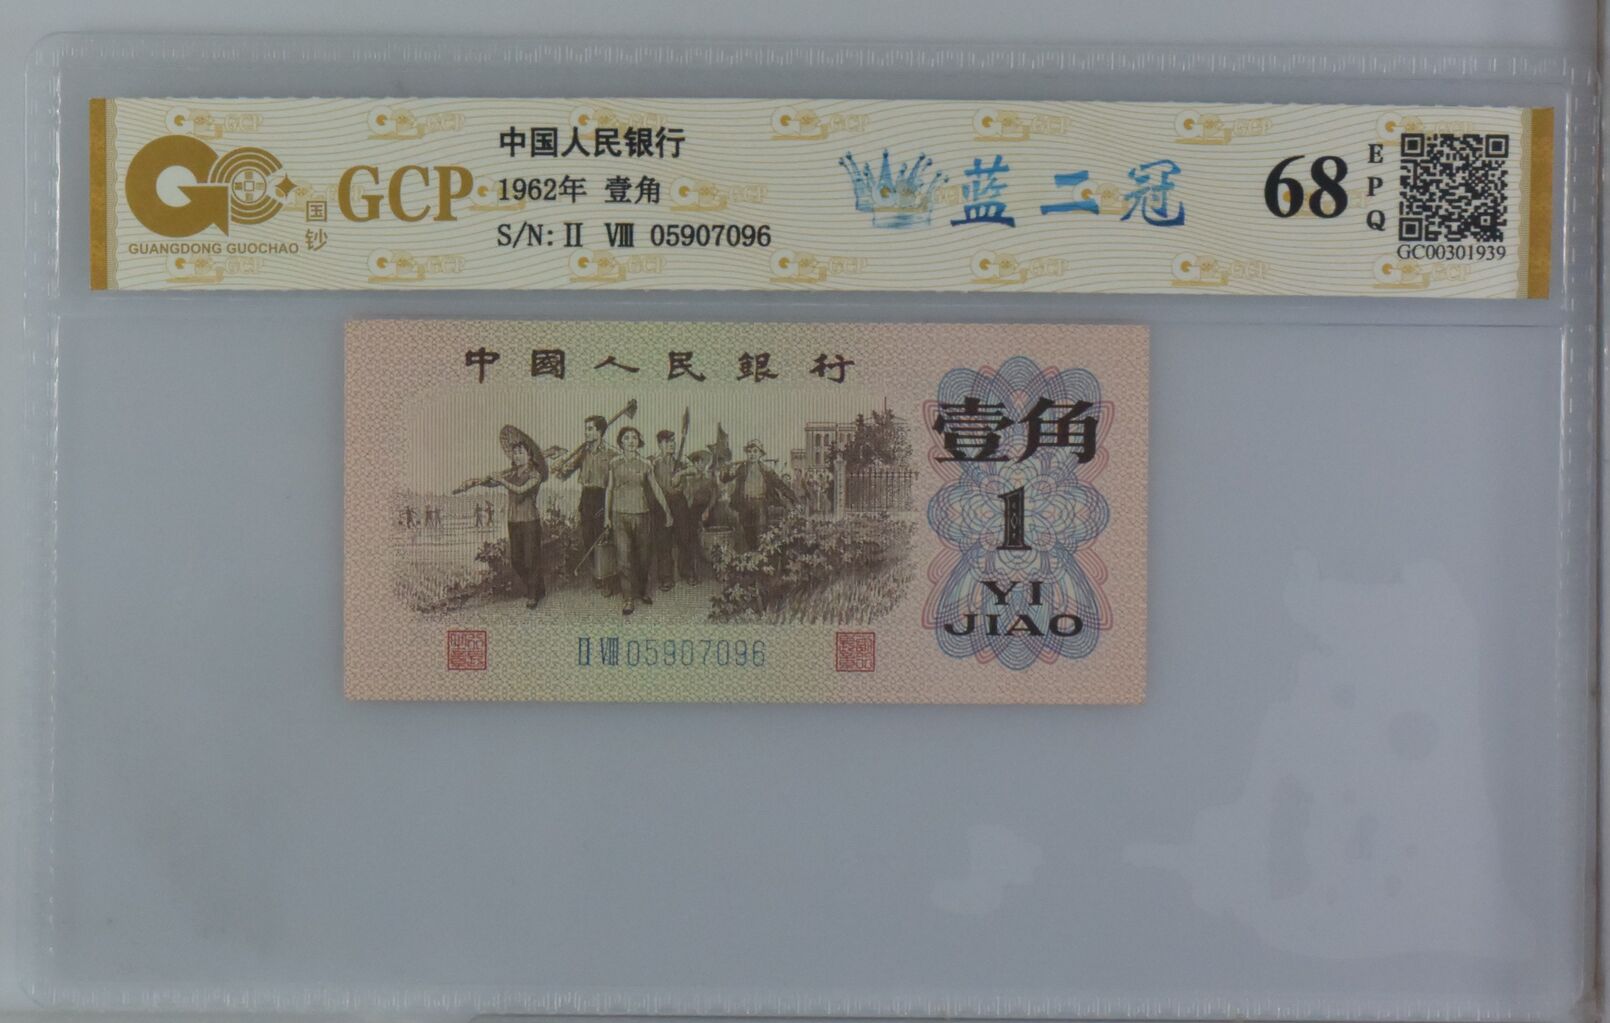 GCP
国钞
GUANGDONG GUOCHAO
中国人民银行
1962年 壹角
S/N: II VIII 05907096
蓝二冠
68
EPQ
GC00301939
中國人民銀行
壹角
1
YI
JIAO
II VIII 05907096